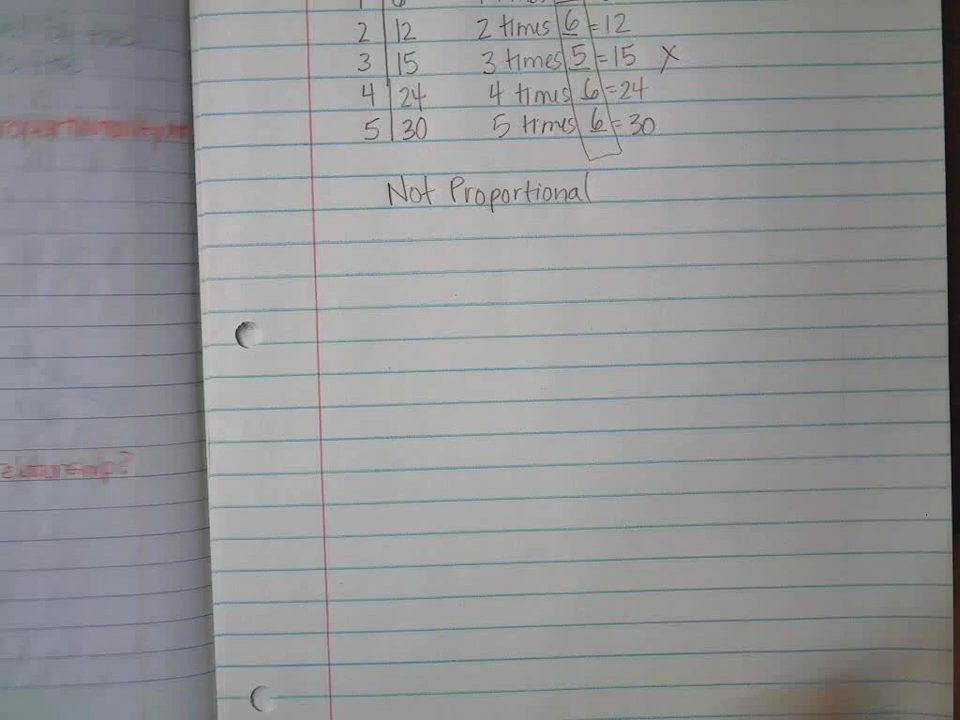 2 12 2 times 6 = 12
3 15 3 times 5 = 15 X
4 24 4 times 6 = 24
5 30 5 times 6 = 30
Not Proportional